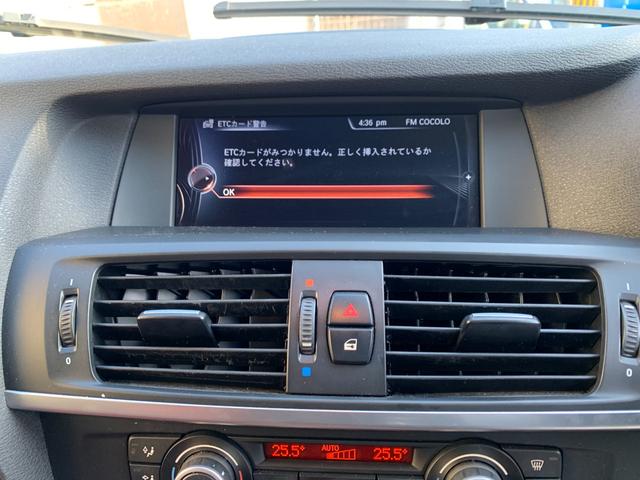 ETCカード警告 4:36 pm FM COCOLO
ETCカードがみつかりません。正しく挿入されているか
確認してください。
OK
I I
0 0
25.5° AUTO 25.5°